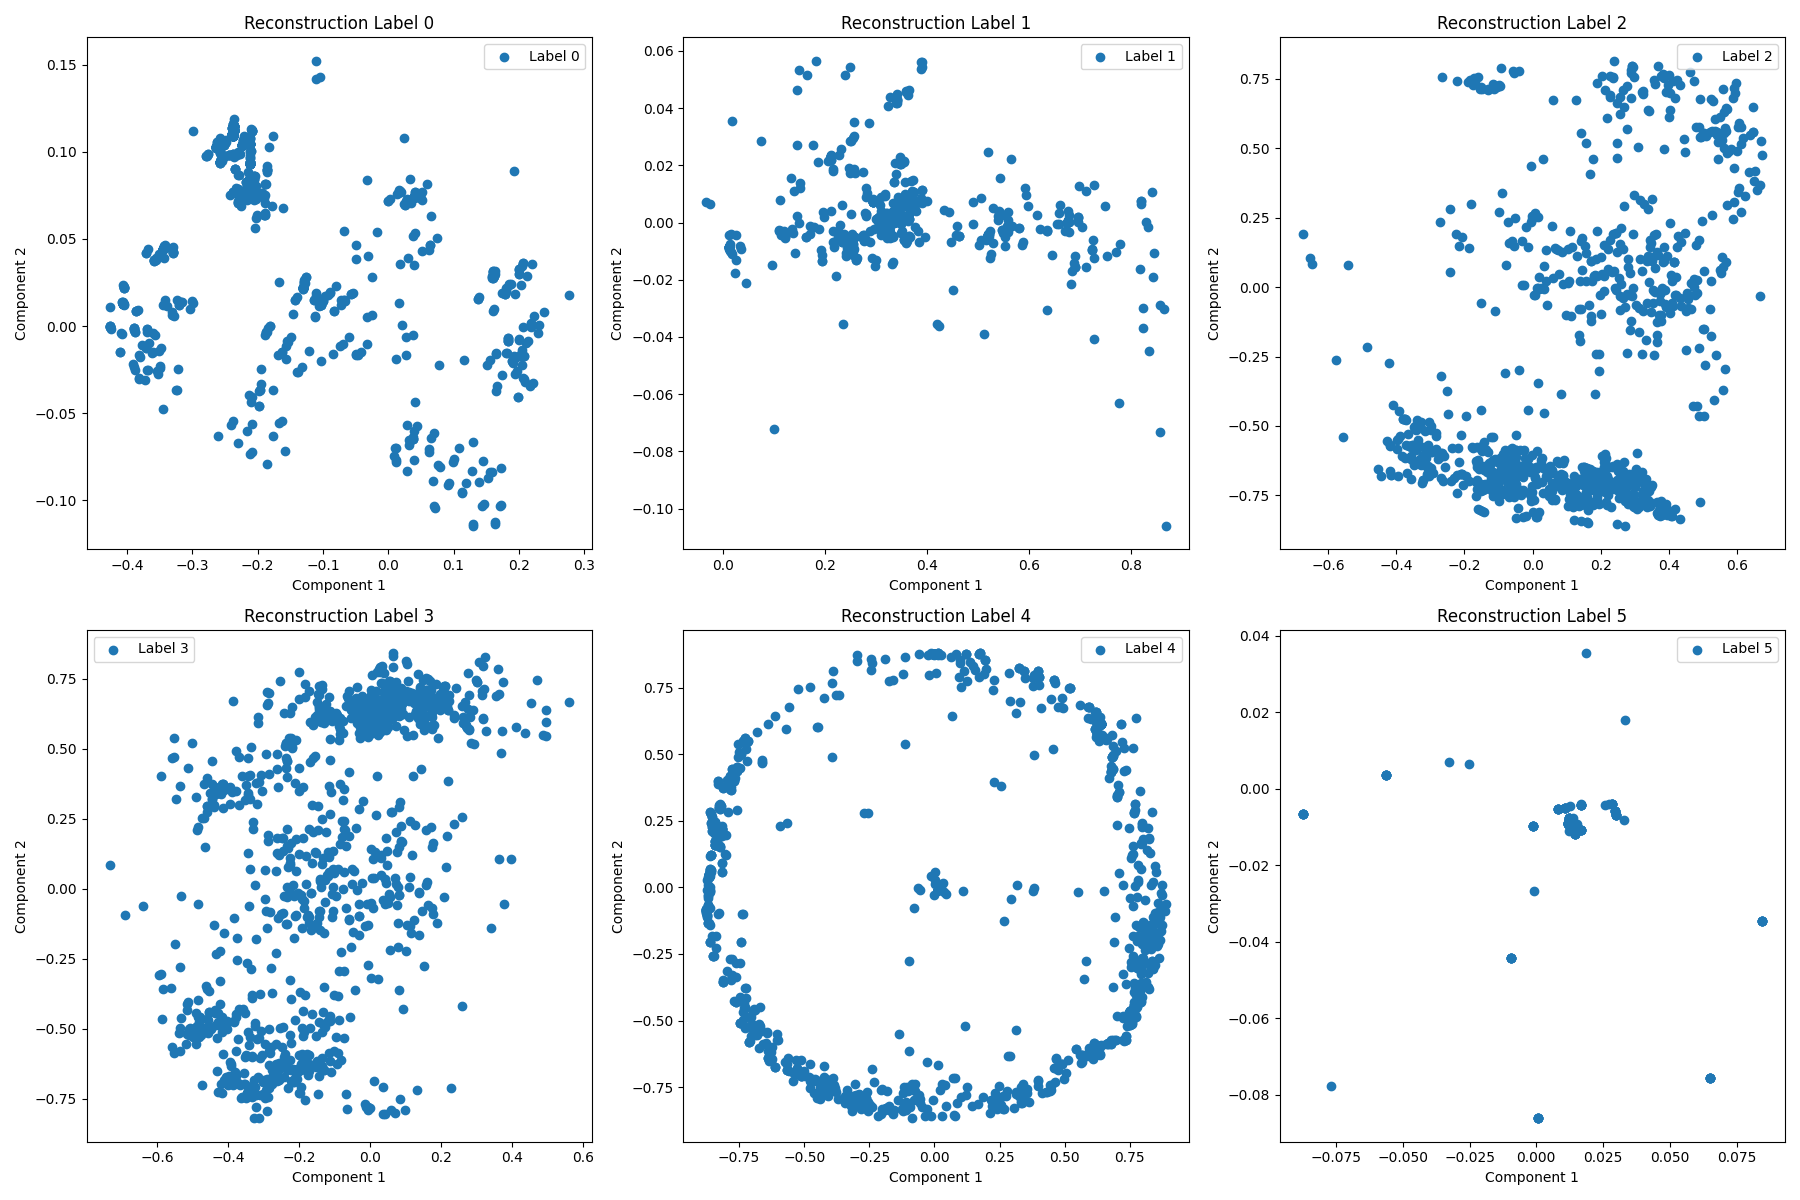 Reconstruction Label 0
Label 0
0.15
0.10
0.05
0.00
−0.05
−0.10
Component 2
−0.4 −0.3 −0.2 −0.1 0.0 0.1 0.2 0.3
Component 1
Reconstruction Label 1
Label 1
0.06
0.04
0.02
0.00
−0.02
−0.04
−0.06
−0.08
−0.10
Component 2
0.0 0.2 0.4 0.6 0.8
Component 1
Reconstruction Label 2
Label 2
0.75
0.50
0.25
0.00
−0.25
−0.50
−0.75
Component 2
−0.6 −0.4 −0.2 0.0 0.2 0.4 0.6
Component 1
Reconstruction Label 3
Label 3
0.75
0.50
0.25
0.00
−0.25
−0.50
−0.75
Component 2
−0.6 −0.4 −0.2 0.0 0.2 0.4 0.6
Component 1
Reconstruction Label 4
Label 4
0.75
0.50
0.25
0.00
−0.25
−0.50
−0.75
Component 2
−0.75 −0.50 −0.25 0.00 0.25 0.50 0.75
Component 1
Reconstruction Label 5
Label 5
0.04
0.02
0.00
−0.02
−0.04
−0.06
−0.08
Component 2
−0.075 −0.050 −0.025 0.000 0.025 0.050 0.075
Component 1